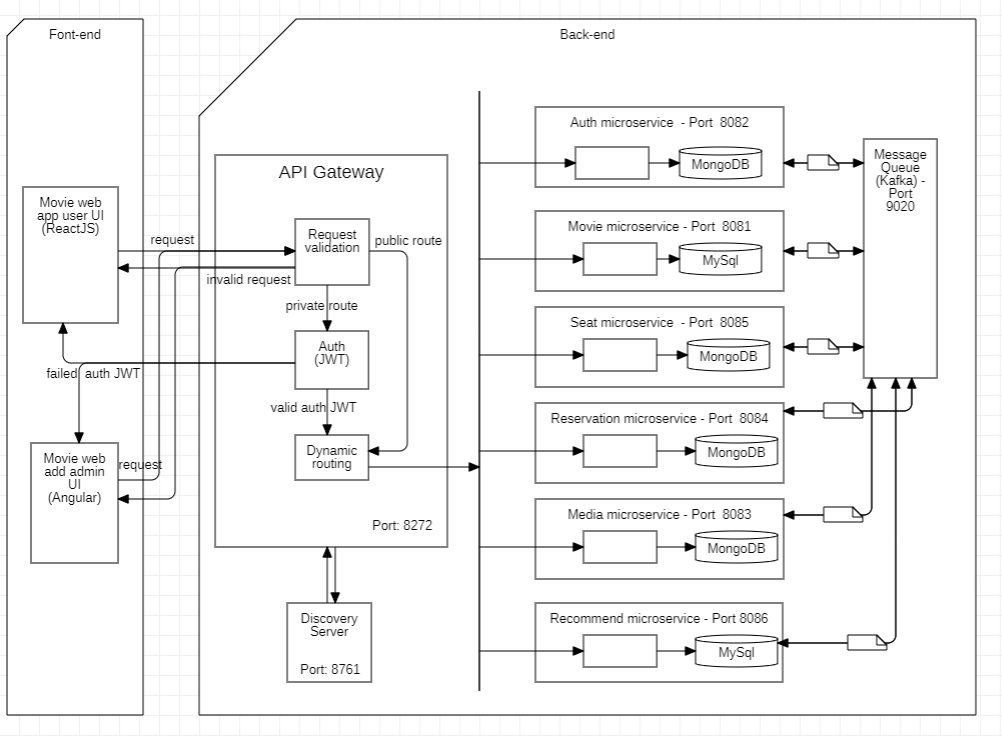 Font-end
Back-end
Movie web
app user UI
(ReactJS)
request
invalid request
failed auth JWT
Movie web
add admin
UI
(Angular)
request
API Gateway
Request
validation
public route
private route
Auth
(JWT)
valid auth JWT
Dynamic
routing
Port: 8272
Discovery
Server
Port: 8761
Auth microservice - Port 8082
MongoDB
Movie microservice - Port 8081
MySql
Seat microservice - Port 8085
MongoDB
Reservation microservice - Port 8084
MongoDB
Media microservice - Port 8083
MongoDB
Recommend microservice - Port 8086
MySql
Message
Queue
(Kafka) -
Port
9020